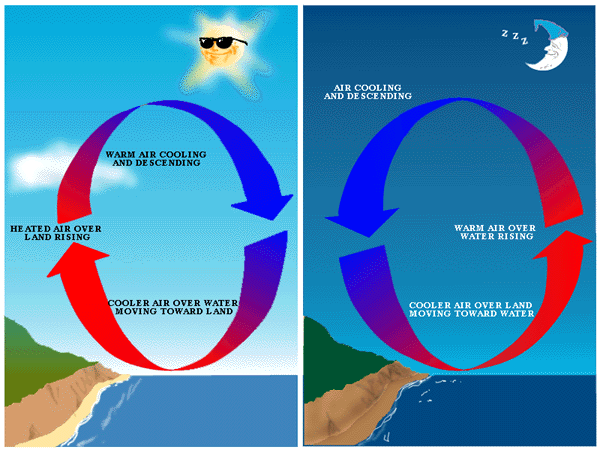 WARM AIR COOLING
AND DESCENDING
HEATED AIR OVER
LAND RISING
COOLER AIR OVER WATER
MOVING TOWARD LAND
Z Z Z
AIR COOLING
AND DESCENDING
WARM AIR OVER
WATER RISING
COOLER AIR OVER LAND
MOVING TOWARD WATER